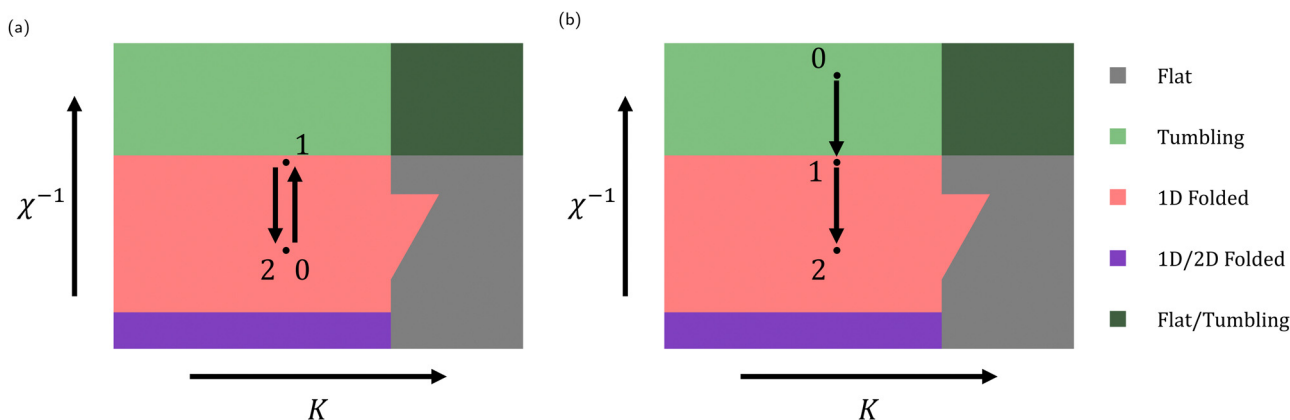 (a)
(b)
χ⁻¹
1
2 0
K
χ⁻¹
0
1
2
K
Flat
Tumbling
1D Folded
1D/2D Folded
Flat/Tumbling